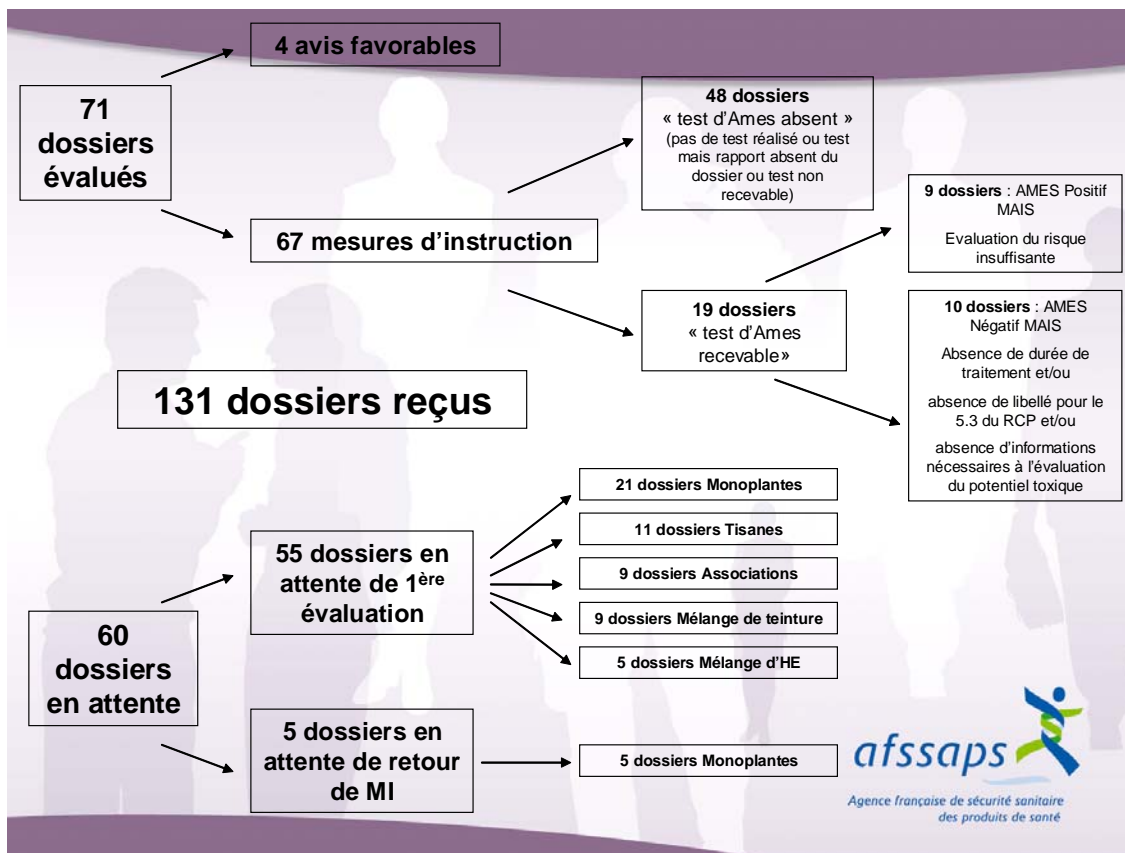 4 avis favorables
71
dossiers
évalués
67 mesures d'instruction
48 dossiers
« test d'Ames absent »
(pas de test réalisé ou test
mais rapport absent du
dossier ou test non
recevable)
19 dossiers
« test d'Ames
recevable»
9 dossiers : AMES Positif
MAIS
Evaluation du risque
insuffisante
10 dossiers : AMES
Négatif MAIS
Absence de durée de
traitement et/ou
absence de libellé pour le
5.3 du RCP et/ou
absence d'informations
nécessaires à l'évaluation
du potentiel toxique
131 dossiers reçus
60
dossiers
en attente
55 dossiers en
attente de 1ère
évaluation
21 dossiers Monoplantes
11 dossiers Tisanes
9 dossiers Associations
9 dossiers Mélange de teinture
5 dossiers Mélange d'HE
5 dossiers en
attente de retour
de MI
5 dossiers Monoplantes
afssaps
Agence française de sécurité sanitaire
des produits de santé